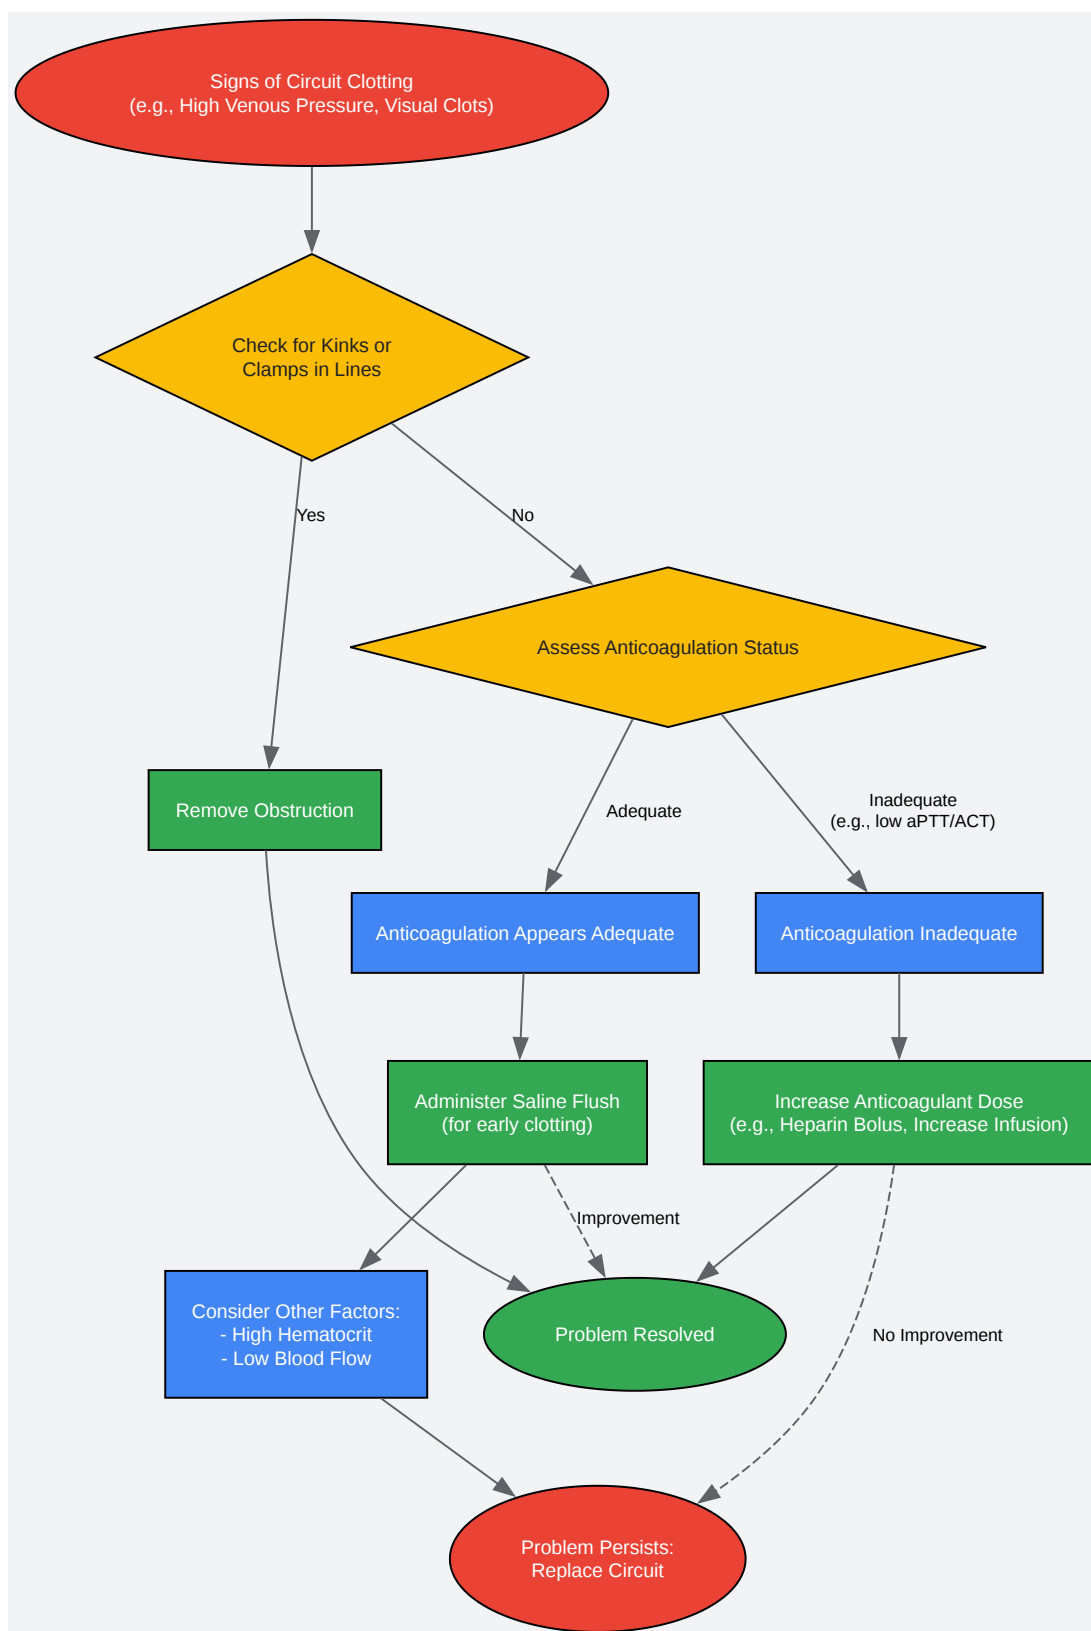 Signs of Circuit Clotting
(e.g., High Venous Pressure, Visual Clots)
Check for Kinks or
Clamps in Lines
Yes
No
Assess Anticoagulation Status
Remove Obstruction
Adequate
Inadequate
(e.g., low aPTT/ACT)
Anticoagulation Appears Adequate
Anticoagulation Inadequate
Administer Saline Flush
(for early clotting)
Increase Anticoagulant Dose
(e.g., Heparin Bolus, Increase Infusion)
Improvement
Consider Other Factors:
- High Hematocrit
- Low Blood Flow
Problem Resolved
No Improvement
Problem Persists:
Replace Circuit